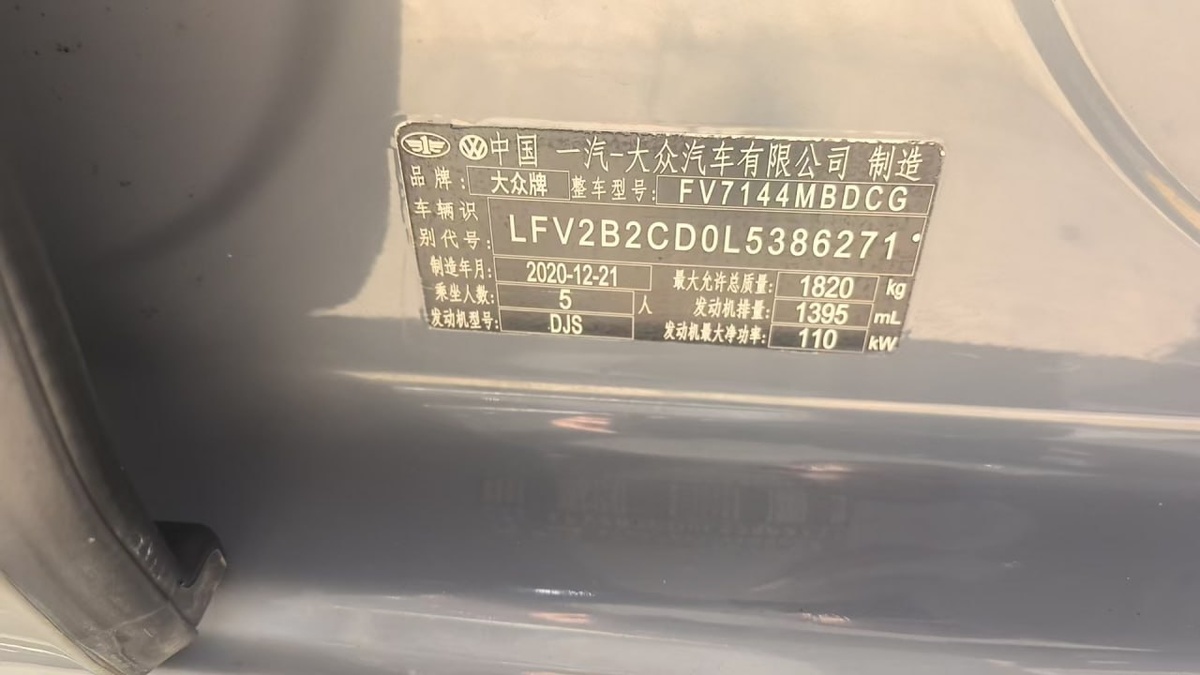 中国 一汽-大众汽车有限公司 制造
品牌: 大众牌 整车型号: FV7144MBDCG
车辆识别代号: LFV2B2CD0L5386271
制造年月: 2020-12-21 最大允许总质量: 1820 kg
乘坐人数: 5 人 发动机排量: 1395 mL
发动机型号: DJS 发动机最大净功率: 110 kW